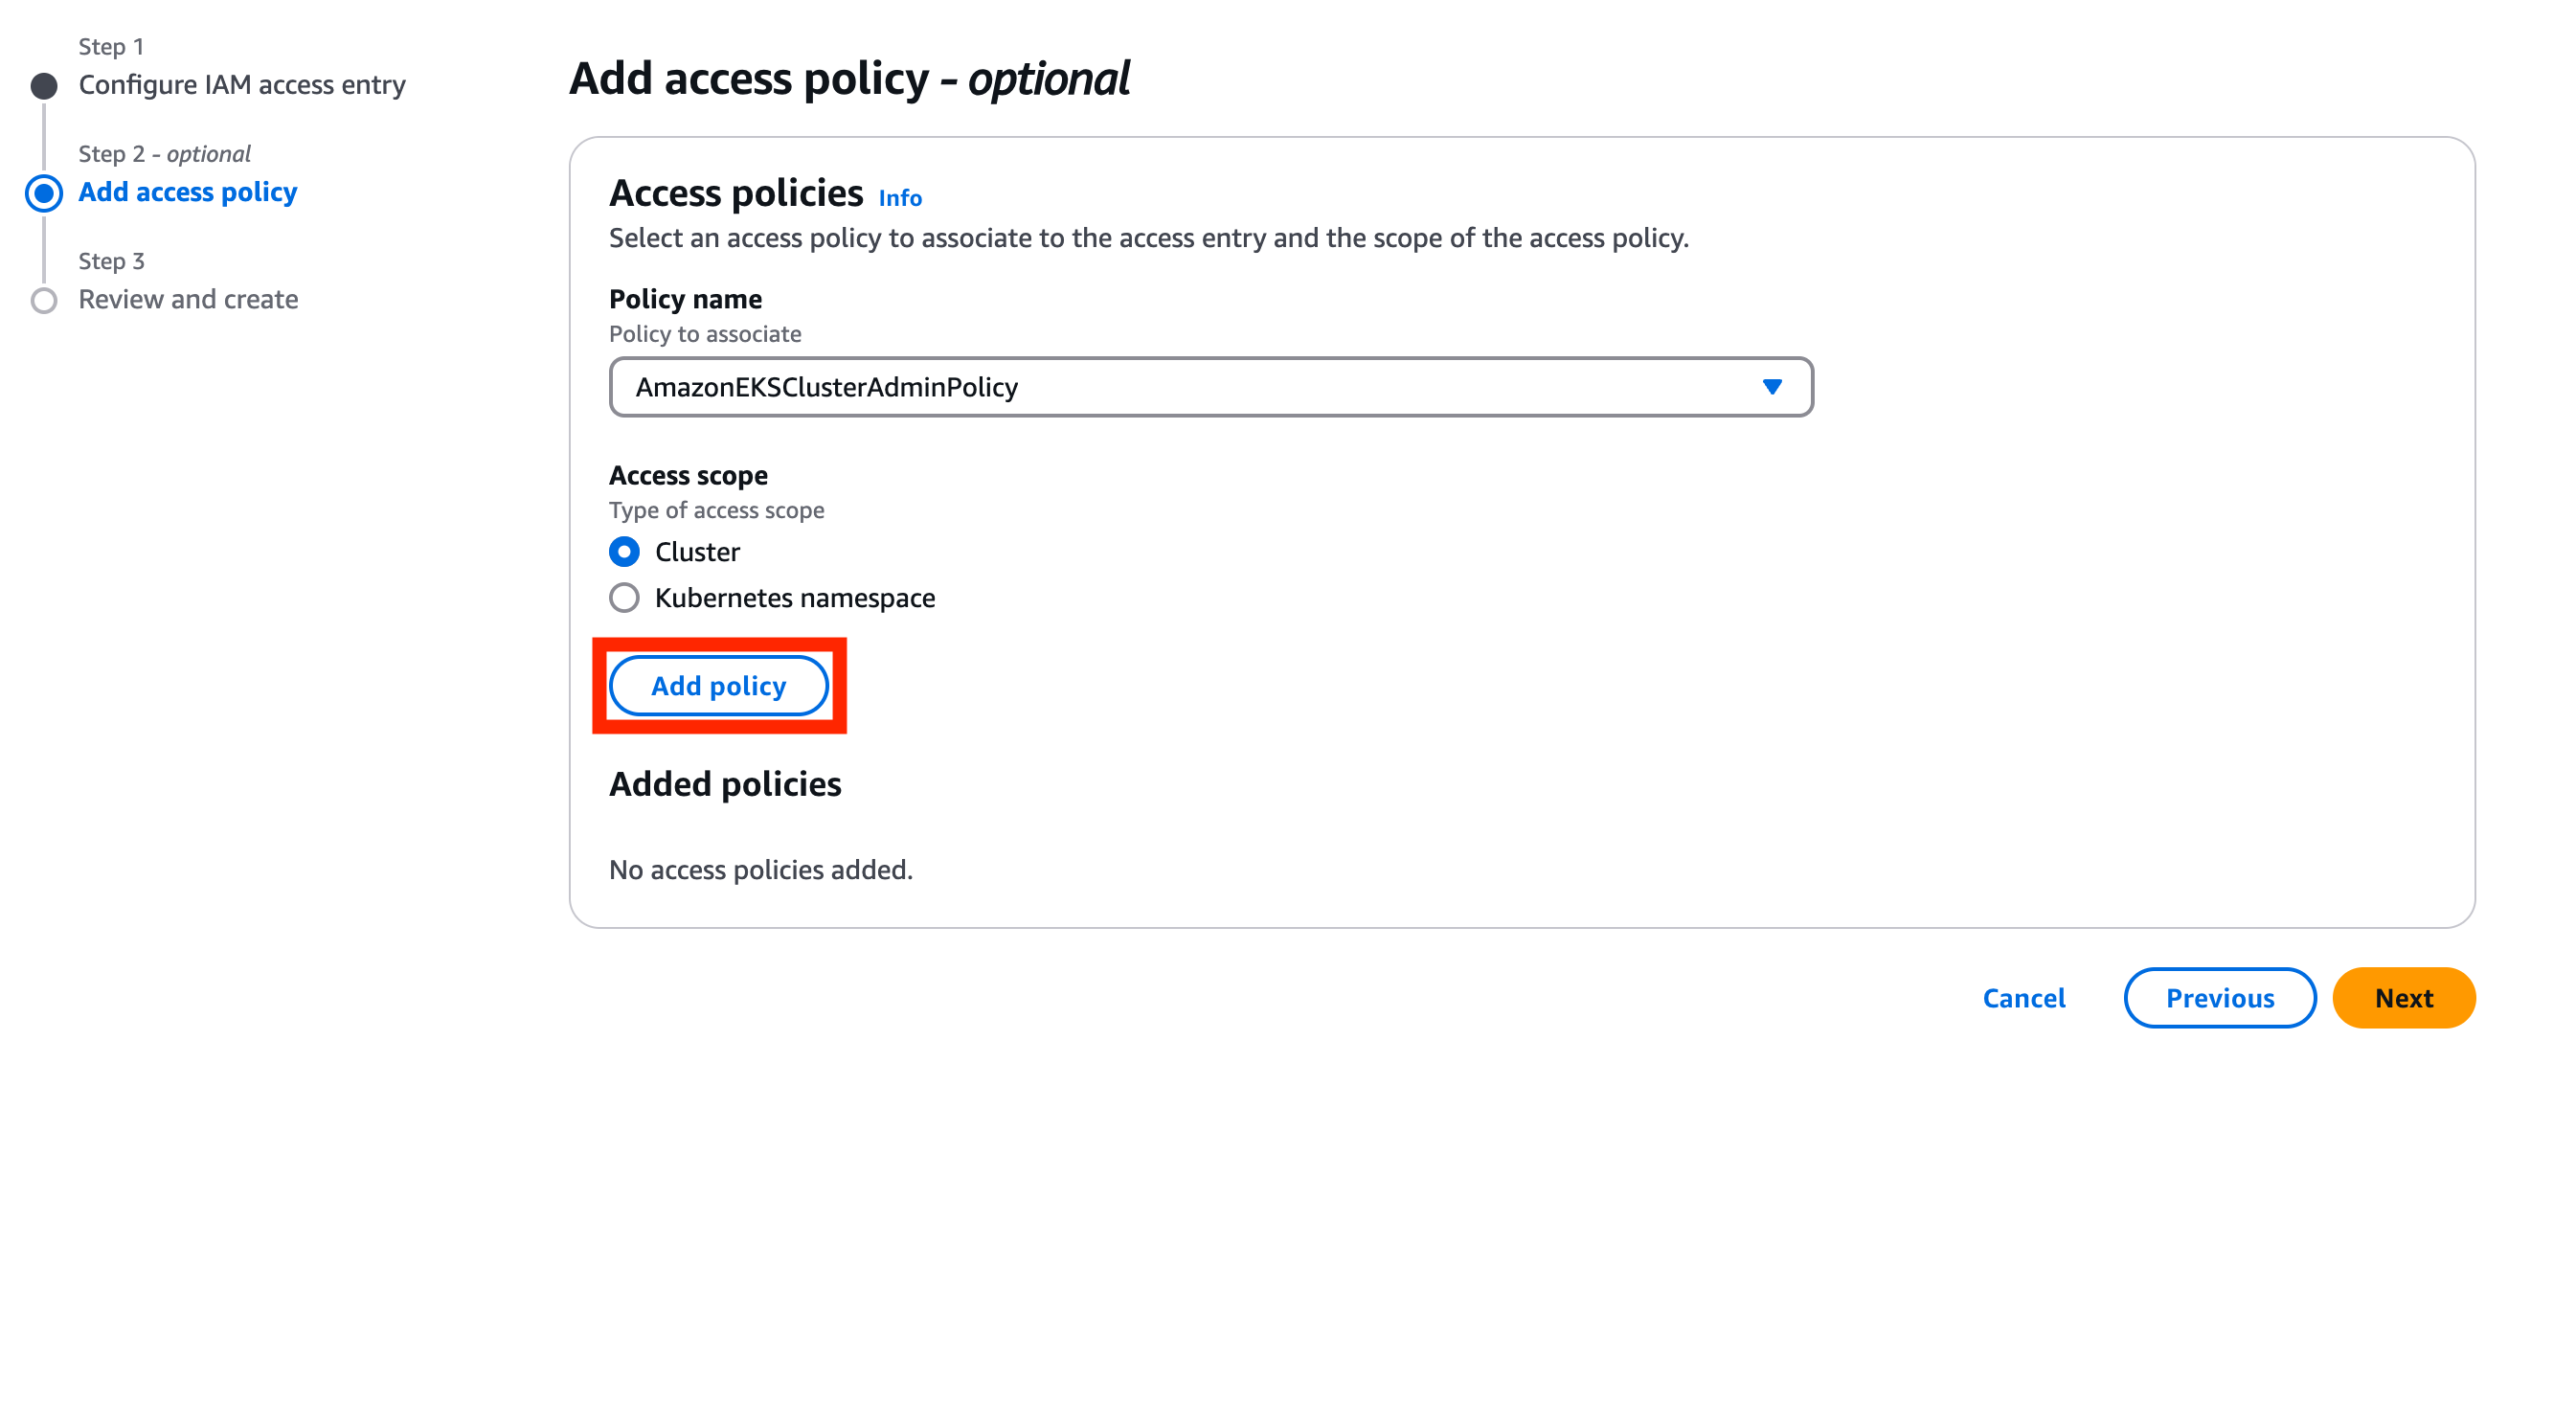 Step 1
Configure IAM access entry
Step 2 - optional
Add access policy
Step 3
Review and create
Add access policy - optional
Access policies Info
Select an access policy to associate to the access entry and the scope of the access policy.
Policy name
Policy to associate
AmazonEKSClusterAdminPolicy
Access scope
Type of access scope
Cluster
Kubernetes namespace
Add policy
Added policies
No access policies added.
Cancel Previous Next